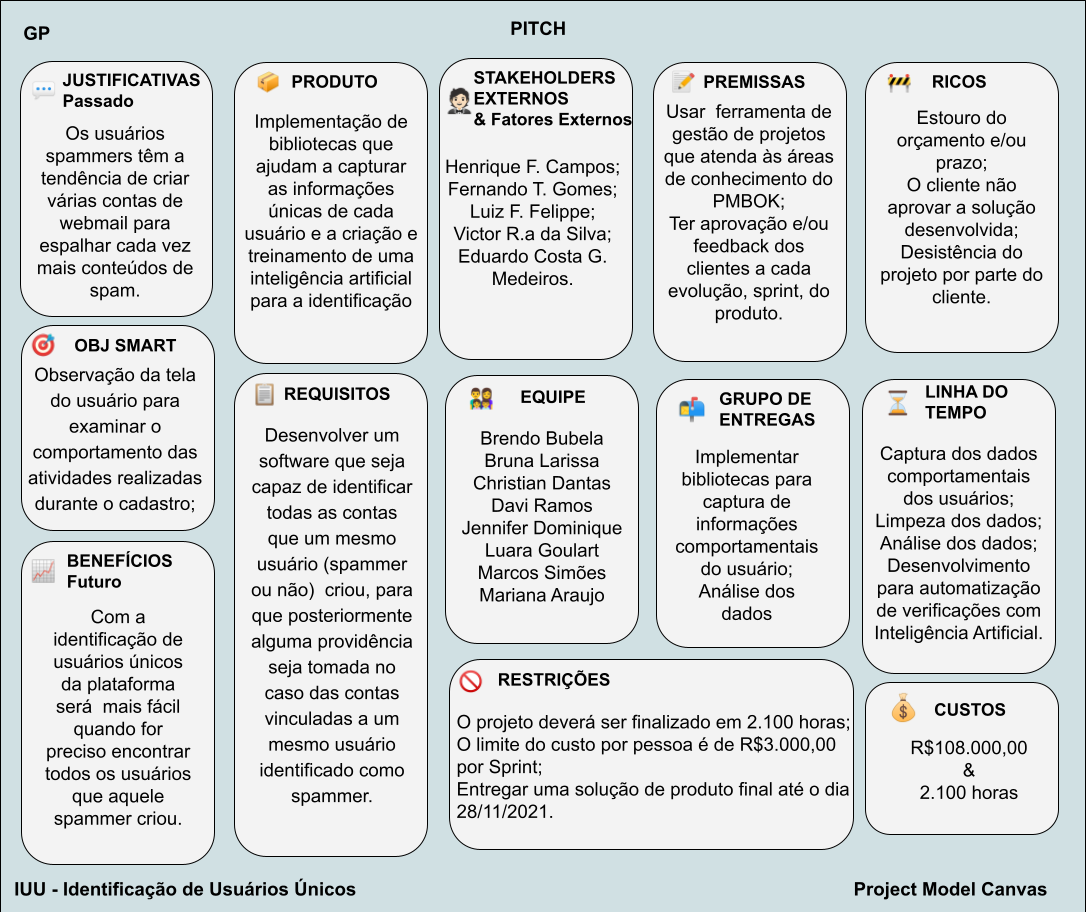 GP
PITCH
JUSTIFICATIVAS
Passado
Os usuários
spammers têm a
tendência de criar
várias contas de
webmail para
espalhar cada vez
mais conteúdos de
spam.
OBJ SMART
Observação da tela
do usuário para
examinar o
comportamento das
atividades realizadas
durante o cadastro;
BENEFÍCIOS
Futuro
Com a
identificação de
usuários únicos
da plataforma
será mais fácil
quando for
preciso encontrar
todos os usuários
que aquele
spammer criou.
PRODUTO
Implementação de
bibliotecas que
ajudam a capturar
as informações
únicas de cada
usuário e a criação e
treinamento de uma
inteligência artificial
para a identificação
REQUISITOS
Desenvolver um
software que seja
capaz de identificar
todas as contas
que um mesmo
usuário (spammer
ou não) criou, para
que posteriormente
alguma providência
seja tomada no
caso das contas
vinculadas a um
mesmo usuário
identificado como
spammer.
STAKEHOLDERS
EXTERNOS
& Fatores Externos
Henrique F. Campos;
Fernando T. Gomes;
Luiz F. Felippe;
Victor R.a da Silva;
Eduardo Costa G.
Medeiros.
EQUIPE
Brendo Bubela
Bruna Larissa
Christian Dantas
Davi Ramos
Jennifer Dominique
Luara Goulart
Marcos Simões
Mariana Araujo
PREMISSAS
Usar ferramenta de
gestão de projetos
que atenda às áreas
de conhecimento do
PMBOK;
Ter aprovação e/ou
feedback dos
clientes a cada
evolução, sprint, do
produto.
GRUPO DE
ENTREGAS
Implementar
bibliotecas para
captura de
informações
comportamentais
do usuário;
Análise dos
dados
RICOS
Estouro do
orçamento e/ou
prazo;
O cliente não
aprovar a solução
desenvolvida;
Desistência do
projeto por parte do
cliente.
LINHA DO
TEMPO
Captura dos dados
comportamentais
dos usuários;
Limpeza dos dados;
Análise dos dados;
Desenvolvimento
para automatização
de verificações com
Inteligência Artificial.
RESTRIÇÕES
O projeto deverá ser finalizado em 2.100 horas;
O limite do custo por pessoa é de R$3.000,00
por Sprint;
Entregar uma solução de produto final até o dia
28/11/2021.
CUSTOS
R$108.000,00
&
2.100 horas
IUU - Identificação de Usuários Únicos
Project Model Canvas